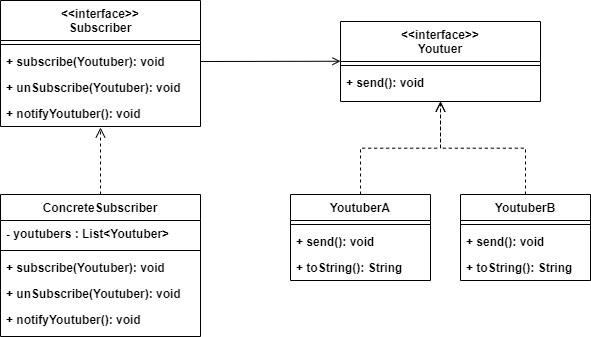 <<interface>>
Subscriber
+ subscribe(Youtuber): void
+ unSubscribe(Youtuber): void
+ notifyYoutuber(): void
<<interface>>
Youtuer
+ send(): void
ConcreteSubscriber
- youtubers : List<Youtuber>
+ subscribe(Youtuber): void
+ unSubscribe(Youtuber): void
+ notifyYoutuber(): void
YoutuberA
+ send(): void
+ toString(): String
YoutuberB
+ send(): void
+ toString(): String